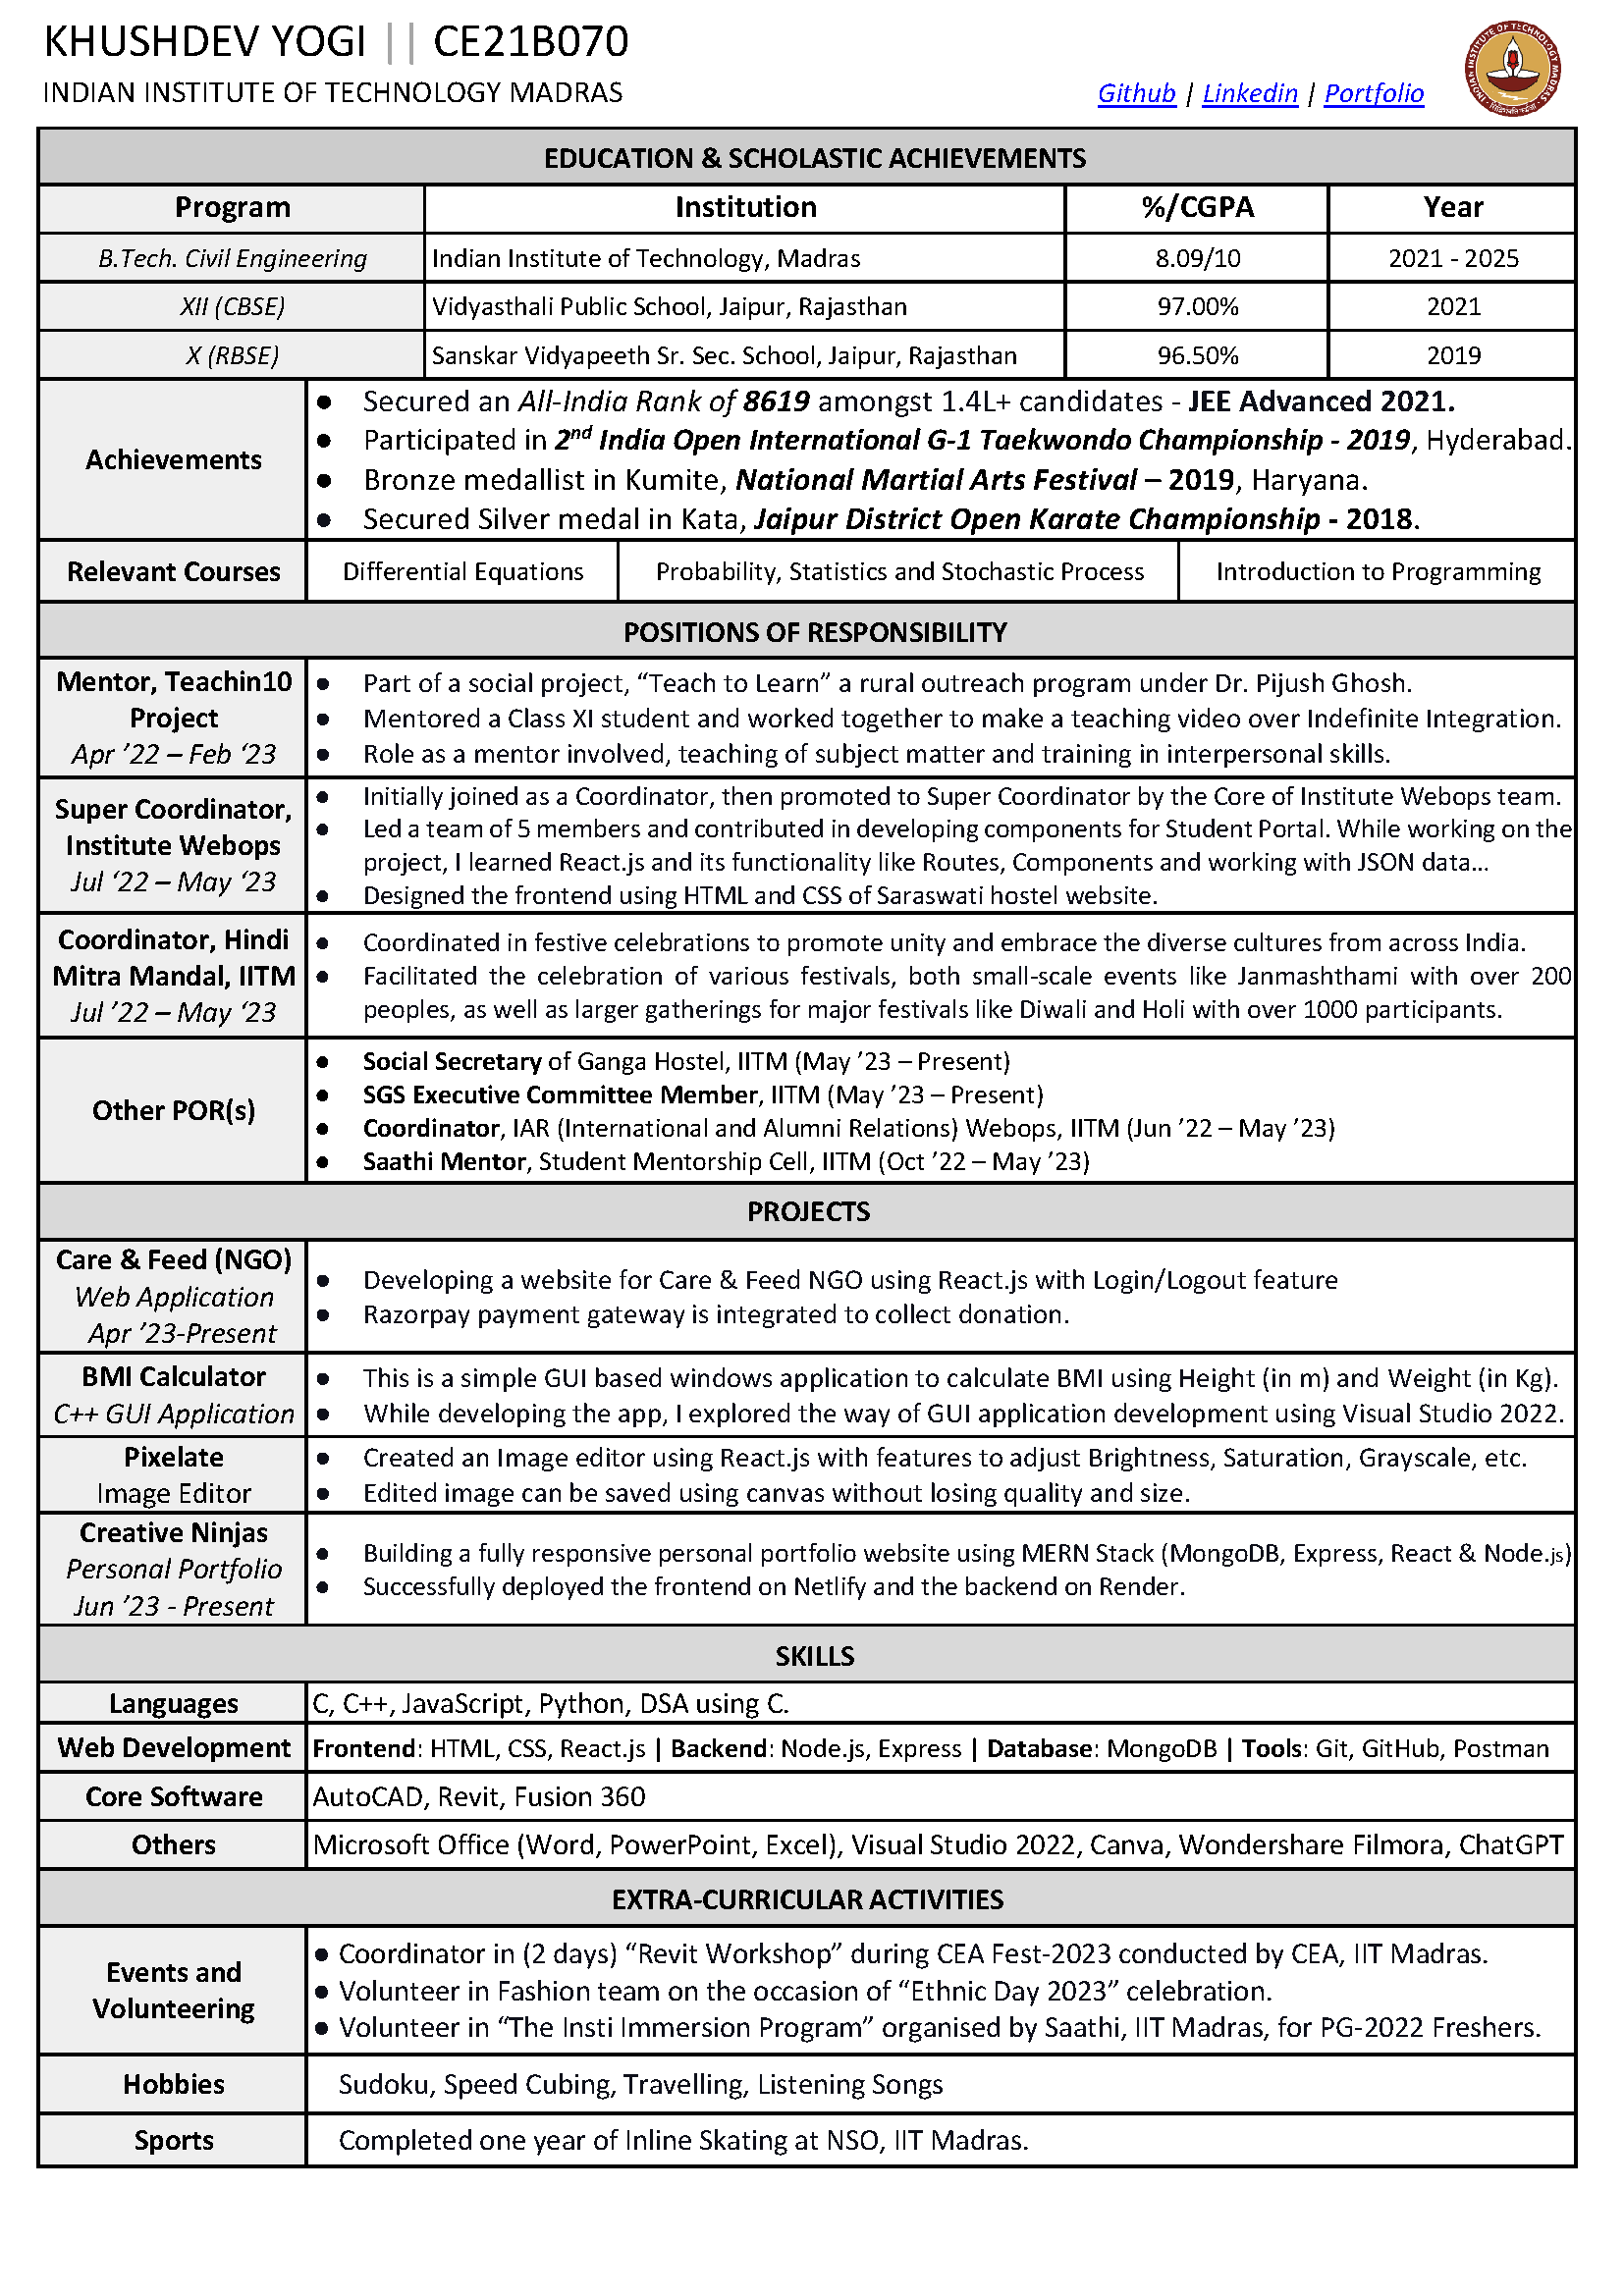 KHUSHDEV YOGI || CE21B070
INDIAN INSTITUTE OF TECHNOLOGY MADRAS
Github | Linkedin | Portfolio
INDIAN INSTITUTE OF TECHNOLOGY MADRAS
EDUCATION & SCHOLASTIC ACHIEVEMENTS
Program Institution %/CGPA Year
B.Tech. Civil Engineering Indian Institute of Technology, Madras 8.09/10 2021 - 2025
XII (CBSE) Vidyasthali Public School, Jaipur, Rajasthan 97.00% 2021
X (RBSE) Sanskar Vidyapeeth Sr. Sec. School, Jaipur, Rajasthan 96.50% 2019
Achievements
● Secured an All-India Rank of 8619 amongst 1.4L+ candidates - JEE Advanced 2021.
● Participated in 2nd India Open International G-1 Taekwondo Championship - 2019, Hyderabad.
● Bronze medallist in Kumite, National Martial Arts Festival – 2019, Haryana.
● Secured Silver medal in Kata, Jaipur District Open Karate Championship - 2018.
Relevant Courses Differential Equations Probability, Statistics and Stochastic Process Introduction to Programming
POSITIONS OF RESPONSIBILITY
Mentor, Teachin10
Project
Apr ’22 – Feb ‘23
● Part of a social project, “Teach to Learn” a rural outreach program under Dr. Pijush Ghosh.
● Mentored a Class XI student and worked together to make a teaching video over Indefinite Integration.
● Role as a mentor involved, teaching of subject matter and training in interpersonal skills.
Super Coordinator,
Institute Webops
Jul ‘22 – May ‘23
● Initially joined as a Coordinator, then promoted to Super Coordinator by the Core of Institute Webops team.
● Led a team of 5 members and contributed in developing components for Student Portal. While working on the
project, I learned React.js and its functionality like Routes, Components and working with JSON data...
● Designed the frontend using HTML and CSS of Saraswati hostel website.
Coordinator, Hindi
Mitra Mandal, IITM
Jul ’22 – May ‘23
● Coordinated in festive celebrations to promote unity and embrace the diverse cultures from across India.
● Facilitated the celebration of various festivals, both small-scale events like Janmashthami with over 200
peoples, as well as larger gatherings for major festivals like Diwali and Holi with over 1000 participants.
Other POR(s)
● Social Secretary of Ganga Hostel, IITM (May ’23 – Present)
● SGS Executive Committee Member, IITM (May ’23 – Present)
● Coordinator, IAR (International and Alumni Relations) Webops, IITM (Jun ’22 – May ’23)
● Saathi Mentor, Student Mentorship Cell, IITM (Oct ’22 – May ’23)
PROJECTS
Care & Feed (NGO)
Web Application
Apr ’23-Present
● Developing a website for Care & Feed NGO using React.js with Login/Logout feature
● Razorpay payment gateway is integrated to collect donation.
BMI Calculator
C++ GUI Application
● This is a simple GUI based windows application to calculate BMI using Height (in m) and Weight (in Kg).
● While developing the app, I explored the way of GUI application development using Visual Studio 2022.
Pixelate
Image Editor
● Created an Image editor using React.js with features to adjust Brightness, Saturation, Grayscale, etc.
● Edited image can be saved using canvas without losing quality and size.
Creative Ninjas
Personal Portfolio
Jun ’23 - Present
● Building a fully responsive personal portfolio website using MERN Stack (MongoDB, Express, React & Node.js)
● Successfully deployed the frontend on Netlify and the backend on Render.
SKILLS
Languages C, C++, JavaScript, Python, DSA using C.
Web Development Frontend: HTML, CSS, React.js | Backend: Node.js, Express | Database: MongoDB | Tools: Git, GitHub, Postman
Core Software AutoCAD, Revit, Fusion 360
Others Microsoft Office (Word, PowerPoint, Excel), Visual Studio 2022, Canva, Wondershare Filmora, ChatGPT
EXTRA-CURRICULAR ACTIVITIES
Events and
Volunteering
● Coordinator in (2 days) “Revit Workshop” during CEA Fest-2023 conducted by CEA, IIT Madras.
● Volunteer in Fashion team on the occasion of “Ethnic Day 2023” celebration.
● Volunteer in “The Insti Immersion Program” organised by Saathi, IIT Madras, for PG-2022 Freshers.
Hobbies Sudoku, Speed Cubing, Travelling, Listening Songs
Sports Completed one year of Inline Skating at NSO, IIT Madras.